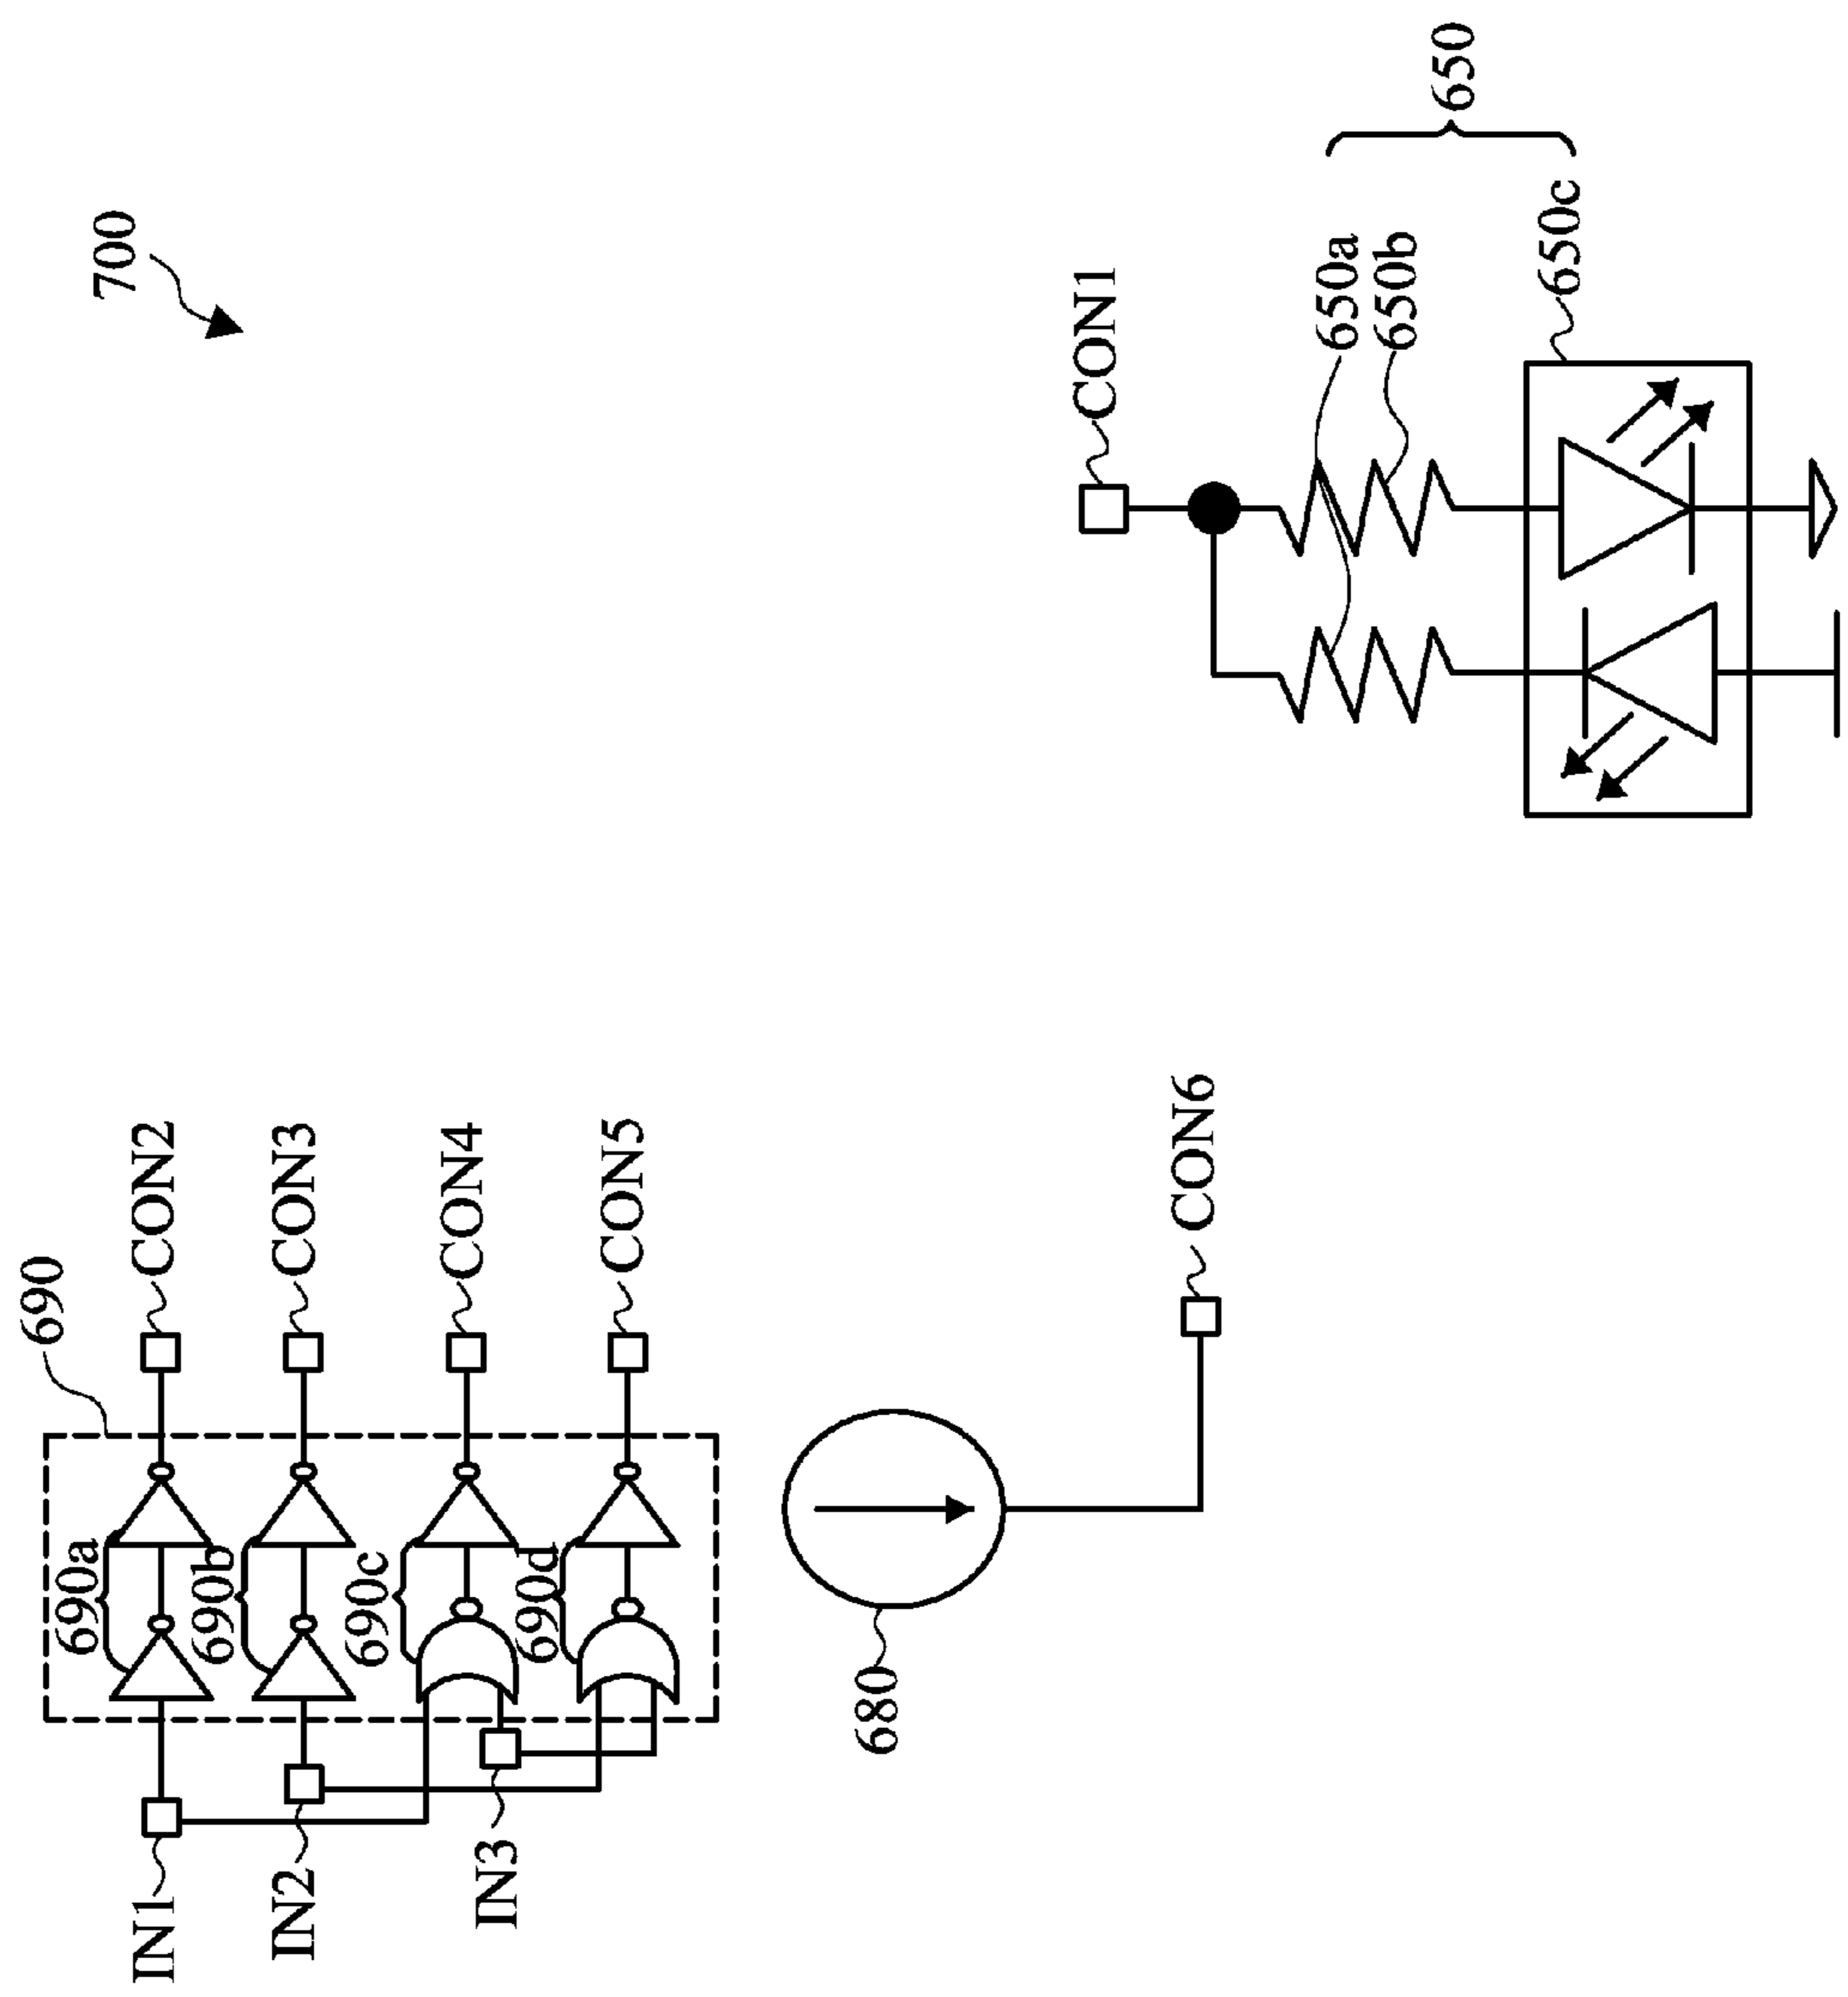 700
650
CON1
650a
650b
650c
690
CON2
CON3
CON4
CON5
690a
690b
690c
690d
IN1
IN2
IN3
680
CON6